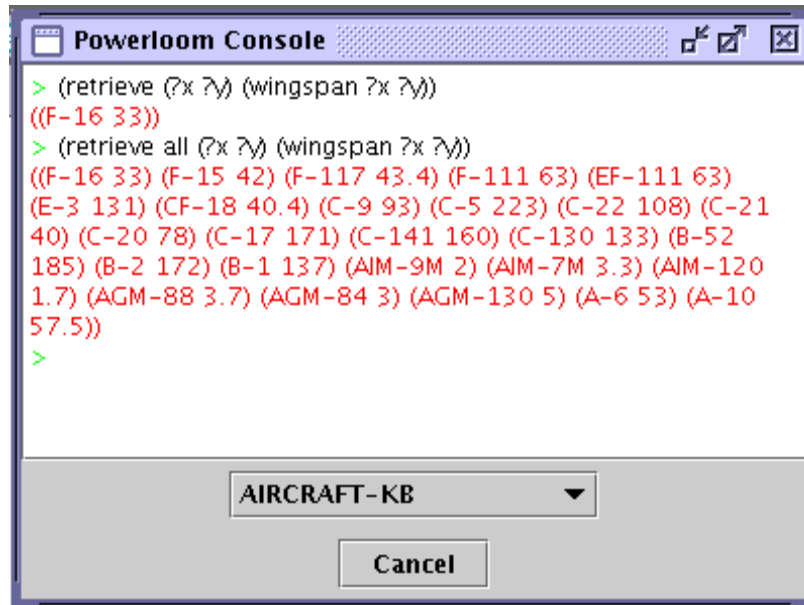 Powerloom Console
> (retrieve (?x ?y) (wingspan ?x ?y))
((F-16 33))
> (retrieve all (?x ?y) (wingspan ?x ?y))
((F-16 33) (F-15 42) (F-117 43.4) (F-111 63) (EF-111 63)
(E-3 131) (CF-18 40.4) (C-9 93) (C-5 223) (C-22 108) (C-21
40) (C-20 78) (C-17 171) (C-141 160) (C-130 133) (B-52
185) (B-2 172) (B-1 137) (AIM-9M 2) (AIM-7M 3.3) (AIM-120
1.7) (AGM-88 3.7) (AGM-84 3) (AGM-130 5) (A-6 53) (A-10
57.5))
>
AIRCRAFT-KB
Cancel